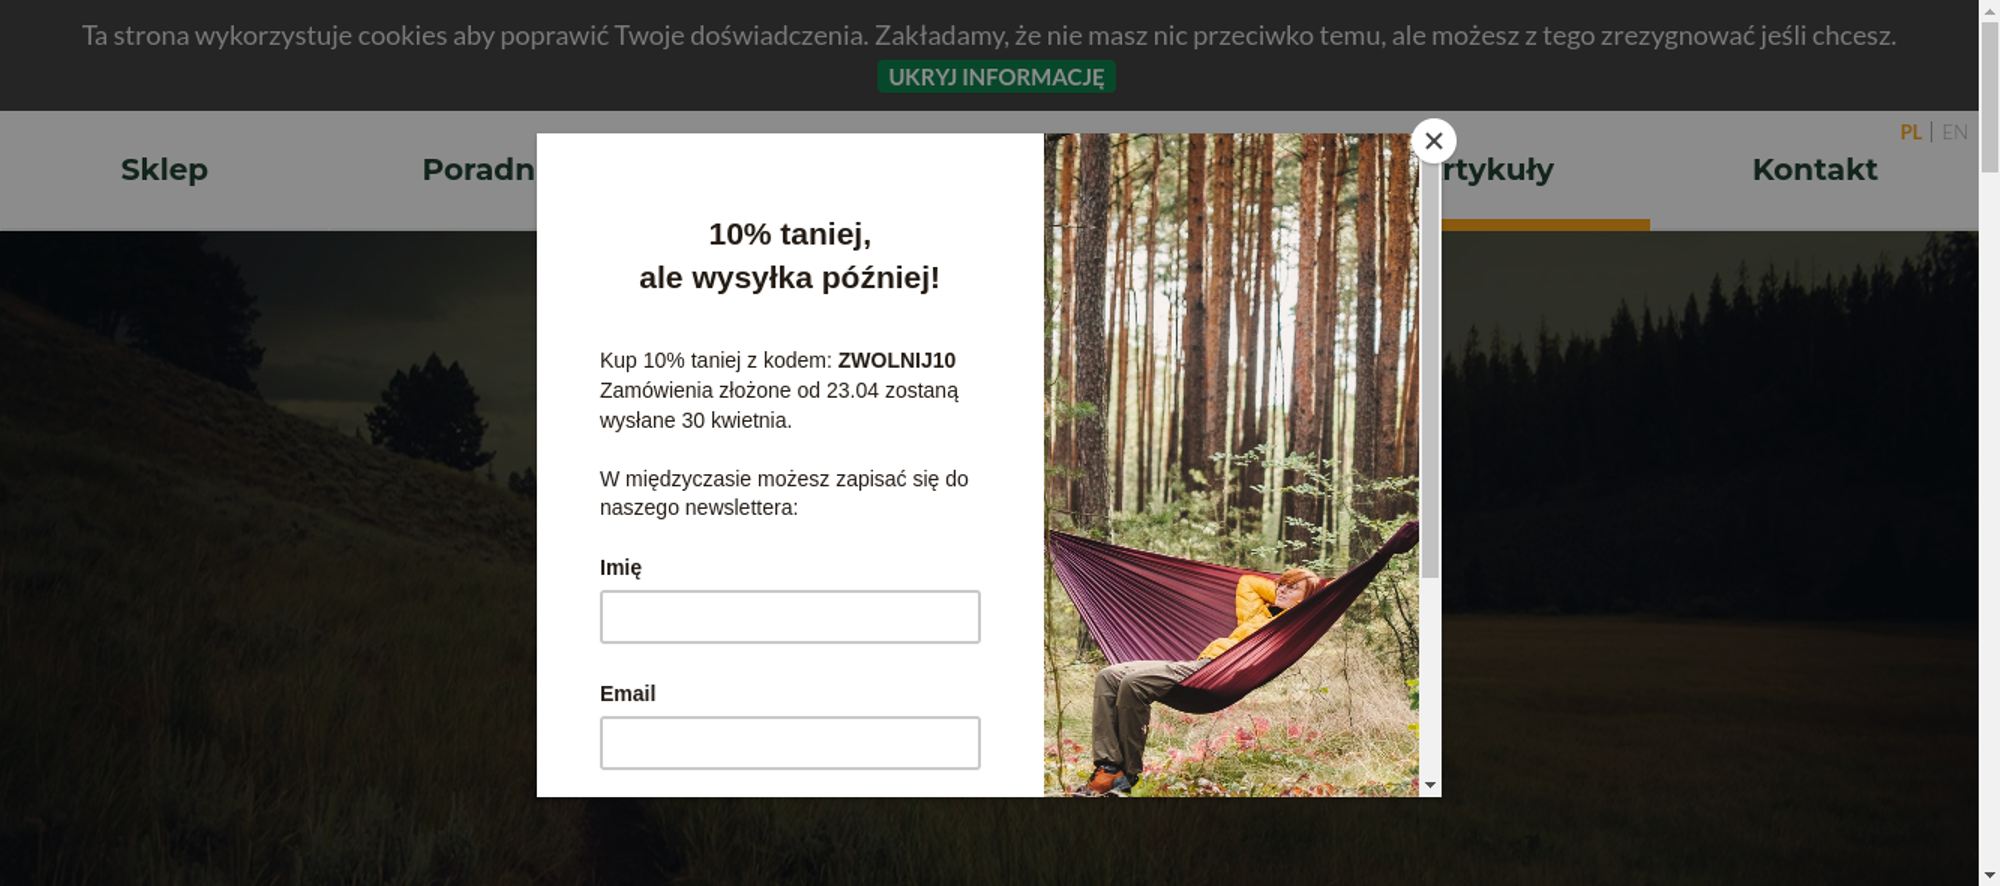 Ta strona wykorzystuje cookies aby poprawić Twoje doświadczenia. Zakładamy, że nie masz nic przeciwko temu, ale możesz z tego zrezygnować jeśli chcesz.
UKRYJ INFORMACJĘ
PL | EN
Sklep
Poradn
rtykuły
Kontakt
10% taniej,
ale wysyłka później!
Kup 10% taniej z kodem: ZWOLNIJ10
Zamówienia złożone od 23.04 zostaną
wysłane 30 kwietnia.
W międzyczasie możesz zapisać się do
naszego newslettera:
Imię
Email